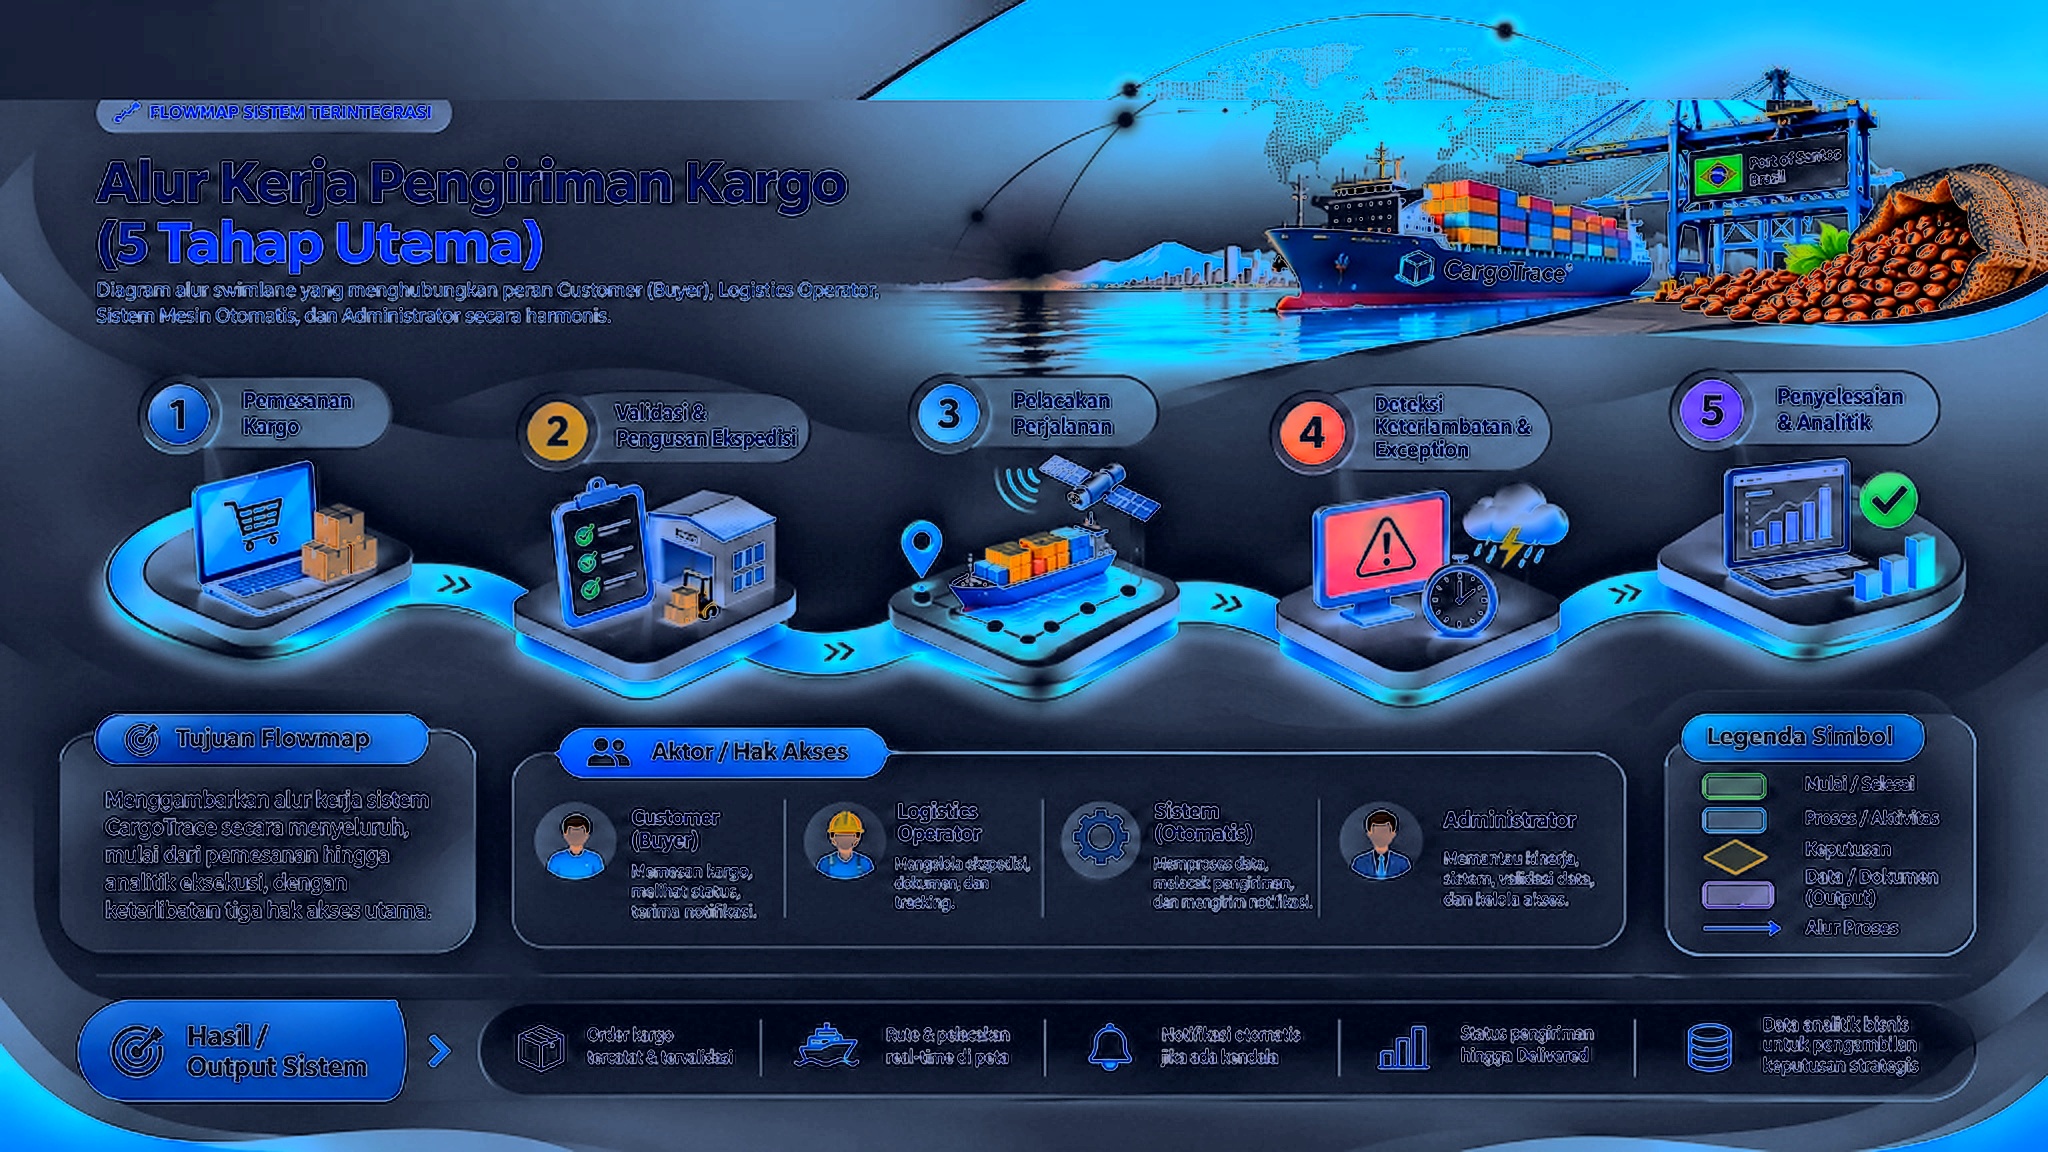 FLOWMAP SISTEM TERINTEGRASI
Alur Kerja Pengiriman Kargo
(5 Tahap Utama)
Diagram alur swimlane yang menghubungkan peran Customer (Buyer), Logistics Operator,
Sistem Mesin Otomatis, dan Administrator secara harmonis.
Port of Santos
Brazil
CargoTrace
1
Pemesanan
Kargo
2
Validasi &
Pengusan Ekspedisi
3
Pelacakan
Perjalanan
4
Deteksi
Keterlambatan &
Exception
5
Penyelesaian
& Analitik
Tujuan Flowmap
Menggambarkan alur kerja sistem
CargoTrace secara menyeluruh,
mulai dari pemesanan hingga
analitik eksekusi, dengan
keterlibatan tiga hak akses utama.
Aktor / Hak Akses
Customer
(Buyer)
Memesan kargo,
melihat status,
terima notifikasi.
Logistics
Operator
Mengelola ekspedisi,
dokumen, dan
tracking.
Sistem
(Otomatis)
Memproses data,
melacak pengiriman,
dan mengirim notifikasi.
Administrator
Memantau kinerja,
sistem, validasi data,
dan kelola akses.
Legenda Simbol
Mulai / Selesai
Proses / Aktivitas
Keputusan
Data / Dokumen
(Output)
Alur Proses
Hasil /
Output Sistem
Order kargo
tercatat & tervalidasi
Rute & pelacakan
real-time di peta
Notifikasi otomatis
jika ada kendala
Status pengiriman
hingga Delivered
Data analitik bisnis
untuk pengambilan
keputusan strategis